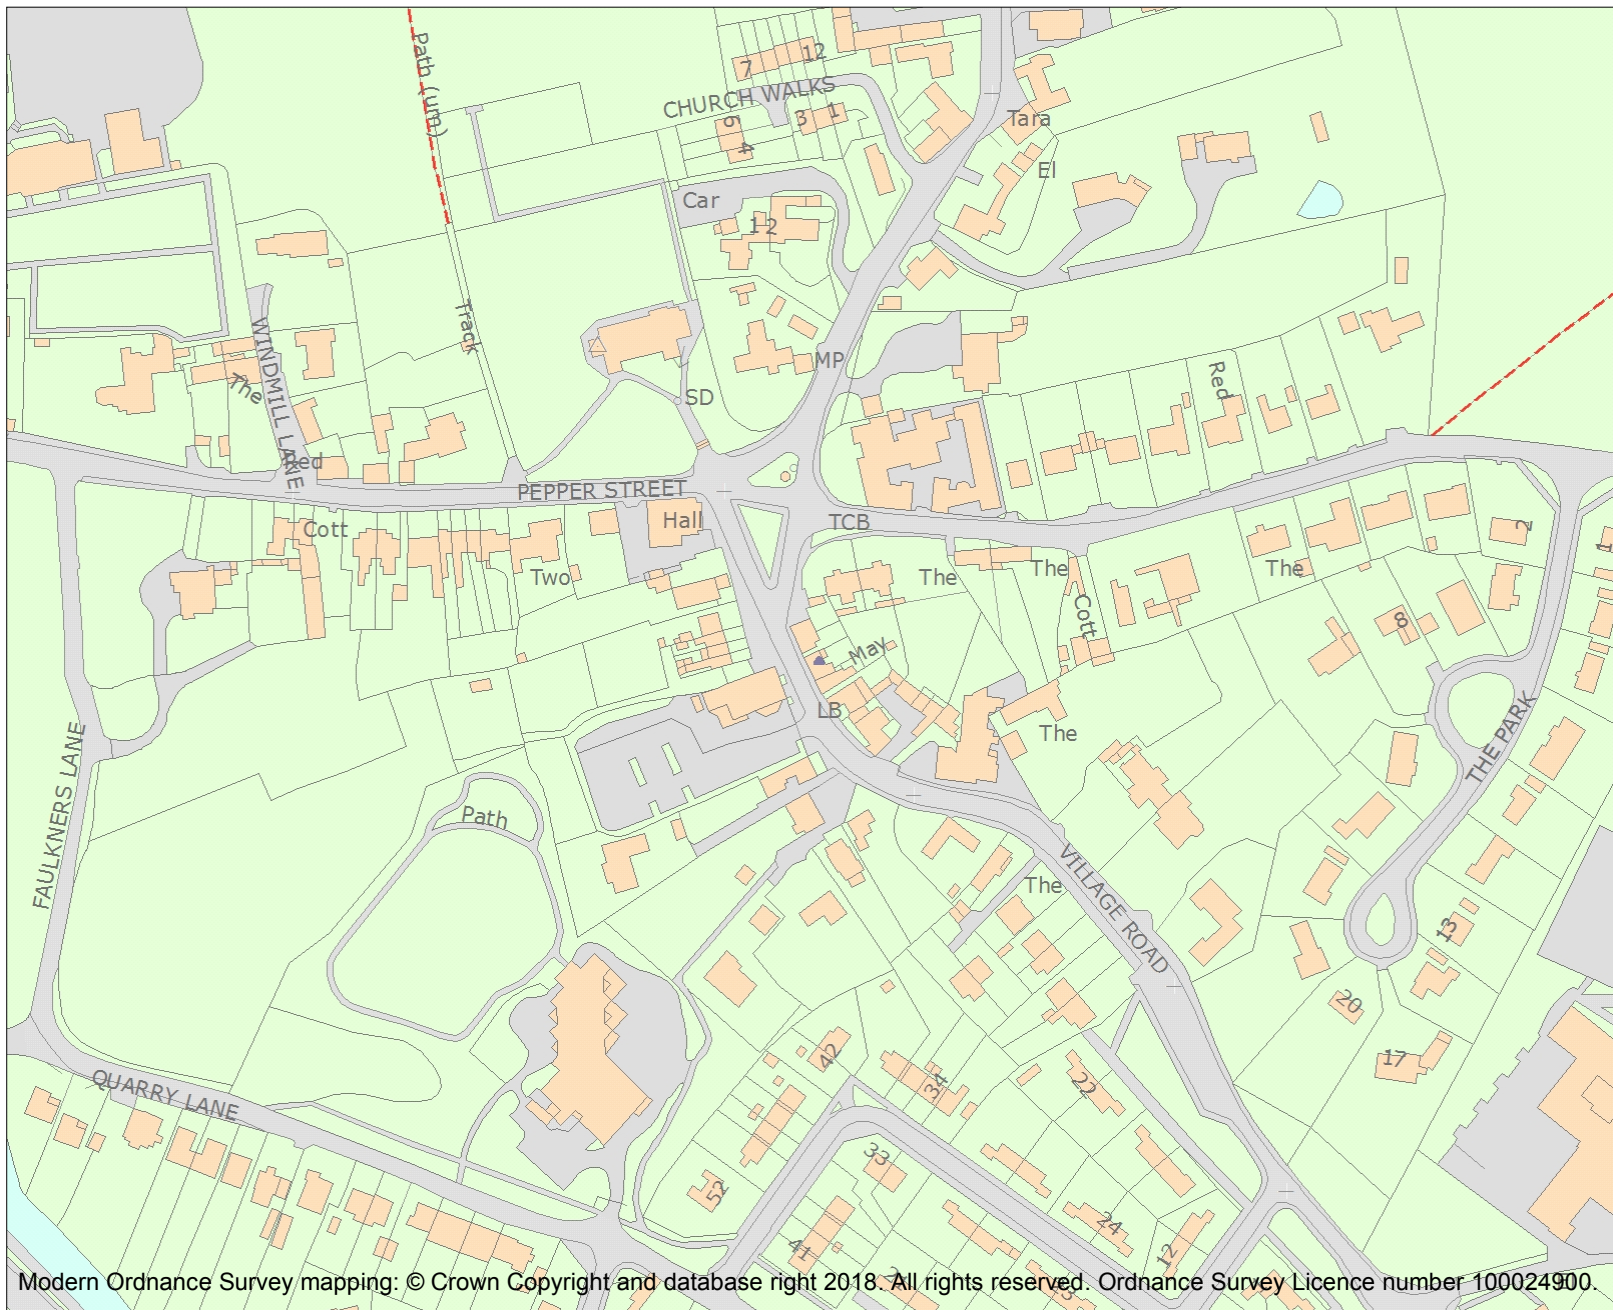 Path (um)
12
7
CHURCH WALKS
3 1
6
4
Tara
El
Car
1 2
Track
WINDMILL LANE
The
MP
SD
Red
Red
PEPPER STREET
Hall
TCB
Cott
Two
The
The
The
2
1
Cott
8
May
LB
The
THE PARK
FAULKNERS LANE
Path
VILLAGE ROAD
The
13
20
17
QUARRY LANE
42
34
22
33
52
24
41
12
Modern Ordnance Survey mapping: © Crown Copyright and database right 2018. All rights reserved. Ordnance Survey Licence number 100024900.